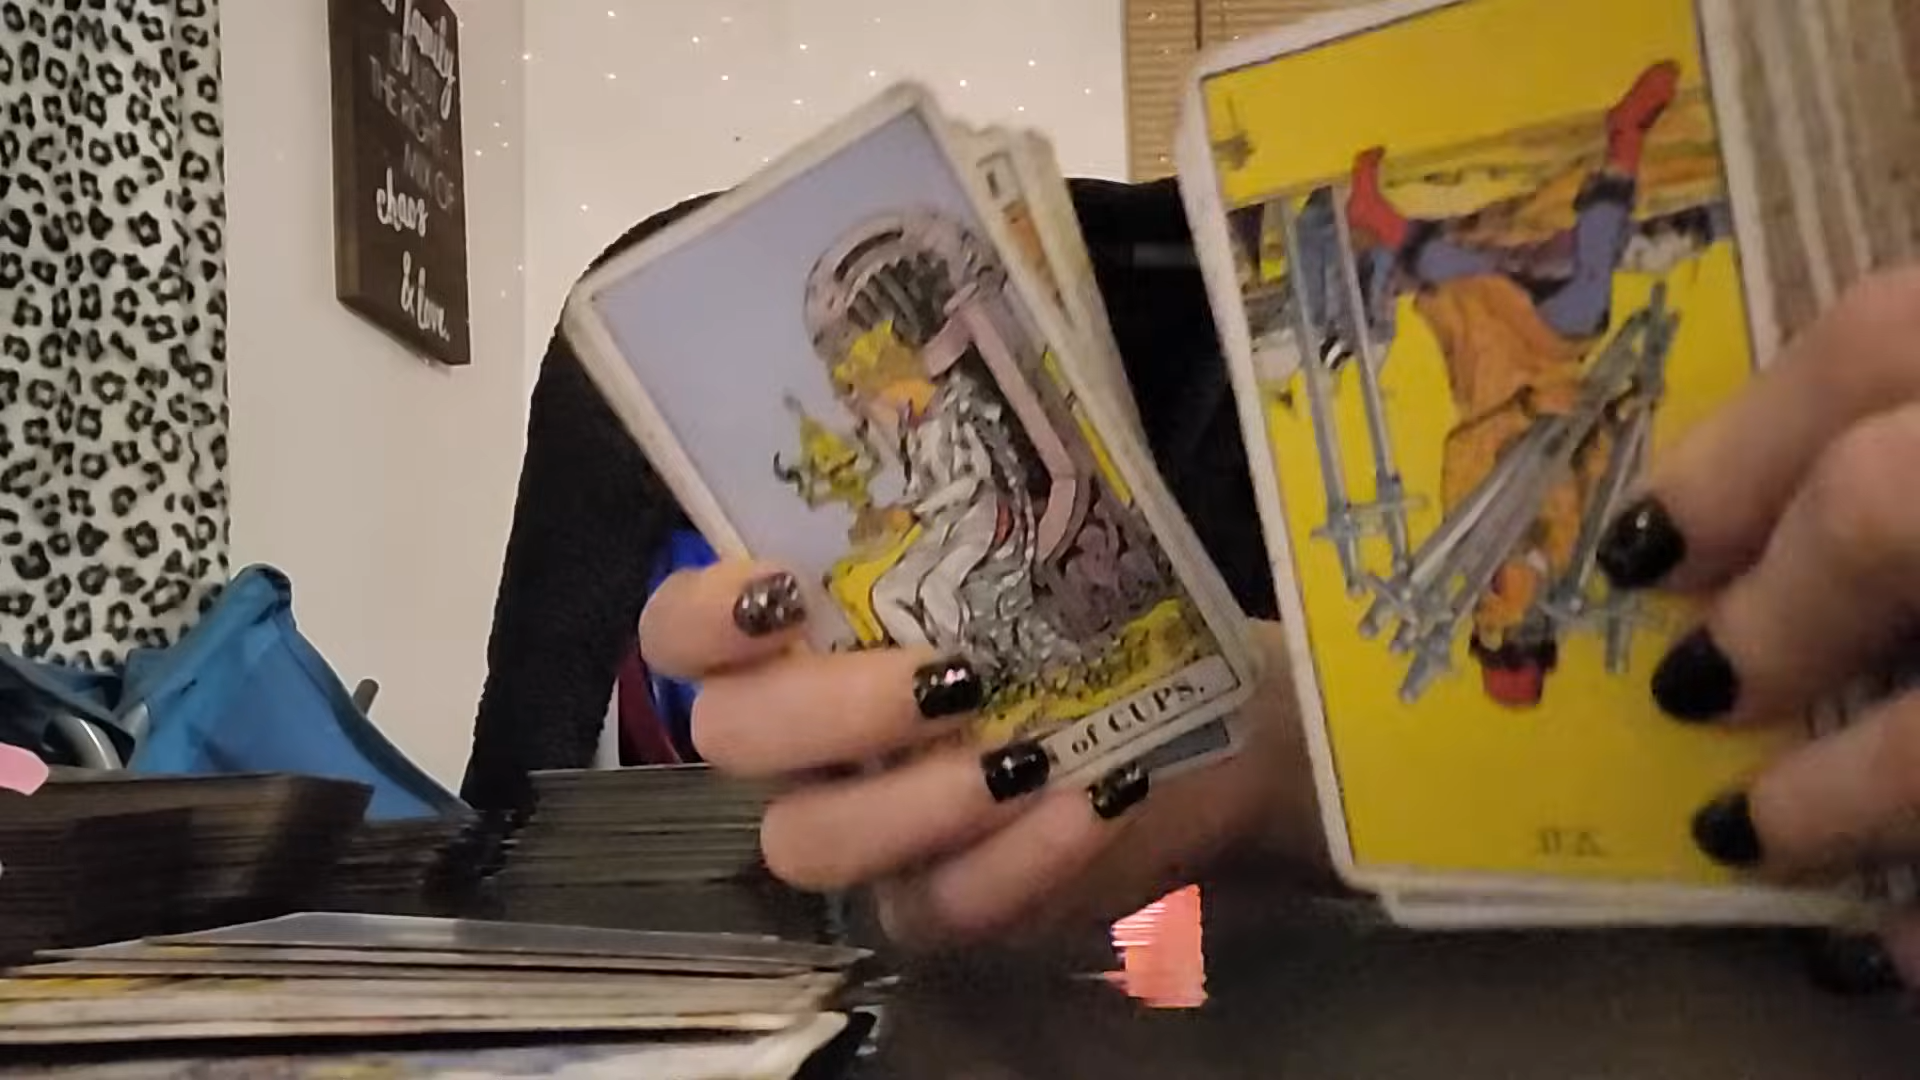 family
THE RIGHT
MIX OF
chaos
& love.
of CUPS.